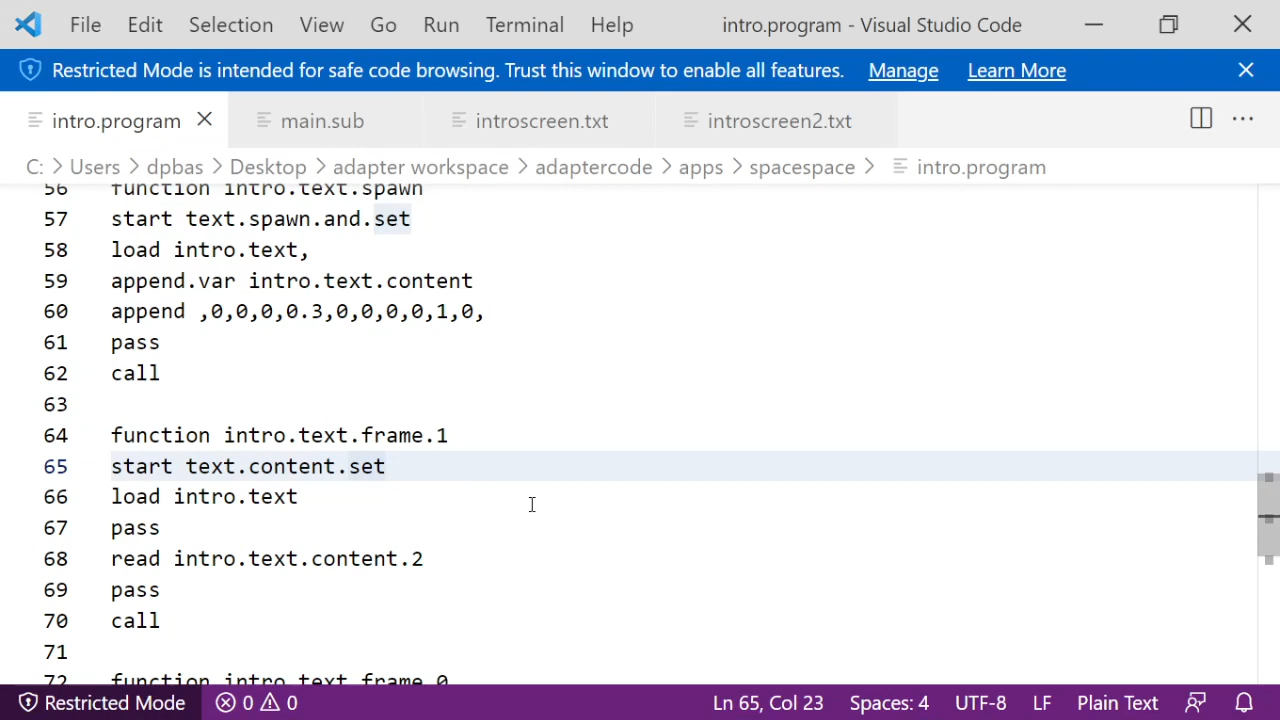 File Edit Selection View Go Run Terminal Help intro.program - Visual Studio Code
Restricted Mode is intended for safe code browsing. Trust this window to enable all features. Manage Learn More
intro.program main.sub introscreen.txt introscreen2.txt
C: > Users > dpbas > Desktop > adapter workspace > adaptercode > apps > spacespace > intro.program
56 function intro.text.spawn
57 start text.spawn.and.set
58 load intro.text,
59 append.var intro.text.content
60 append ,0,0,0,0.3,0,0,0,0,1,0,
61 pass
62 call
63
64 function intro.text.frame.1
65 start text.content.set
66 load intro.text
67 pass
68 read intro.text.content.2
69 pass
70 call
71
72 function intro.text.frame.0
Restricted Mode 0 0 Ln 65, Col 23 Spaces: 4 UTF-8 LF Plain Text